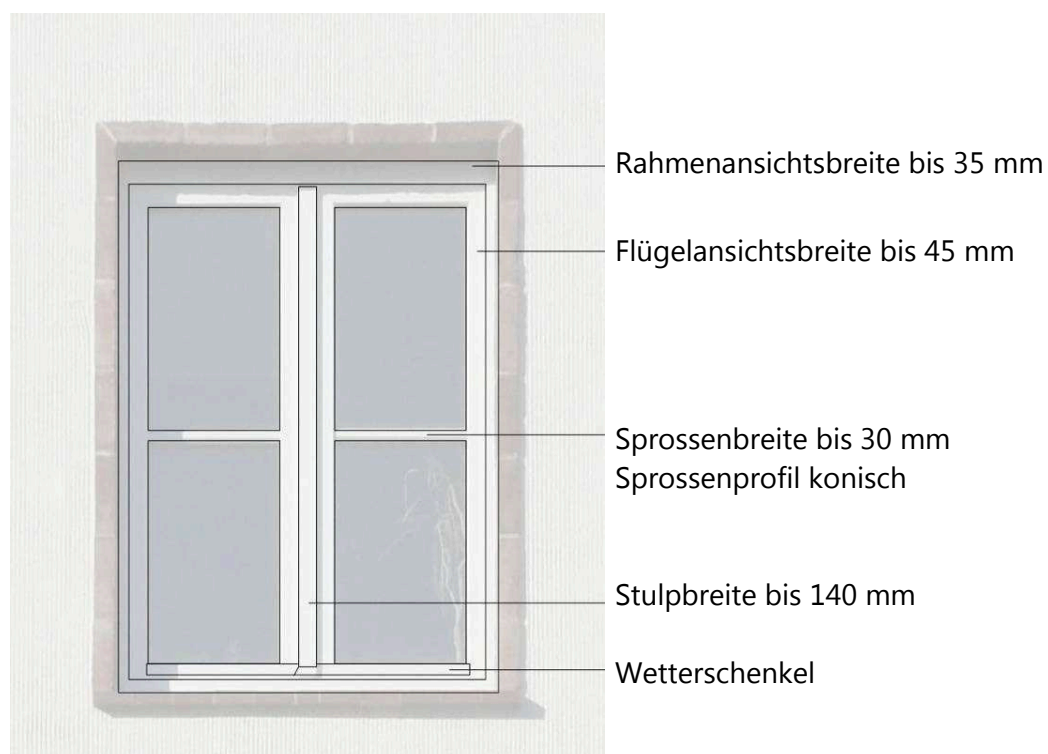 Rahmenansichtsbreite bis 35 mm
Flügelansichtsbreite bis 45 mm
Sprossenbreite bis 30 mm
Sprossenprofil konisch
Stulpbreite bis 140 mm
Wetterschenkel